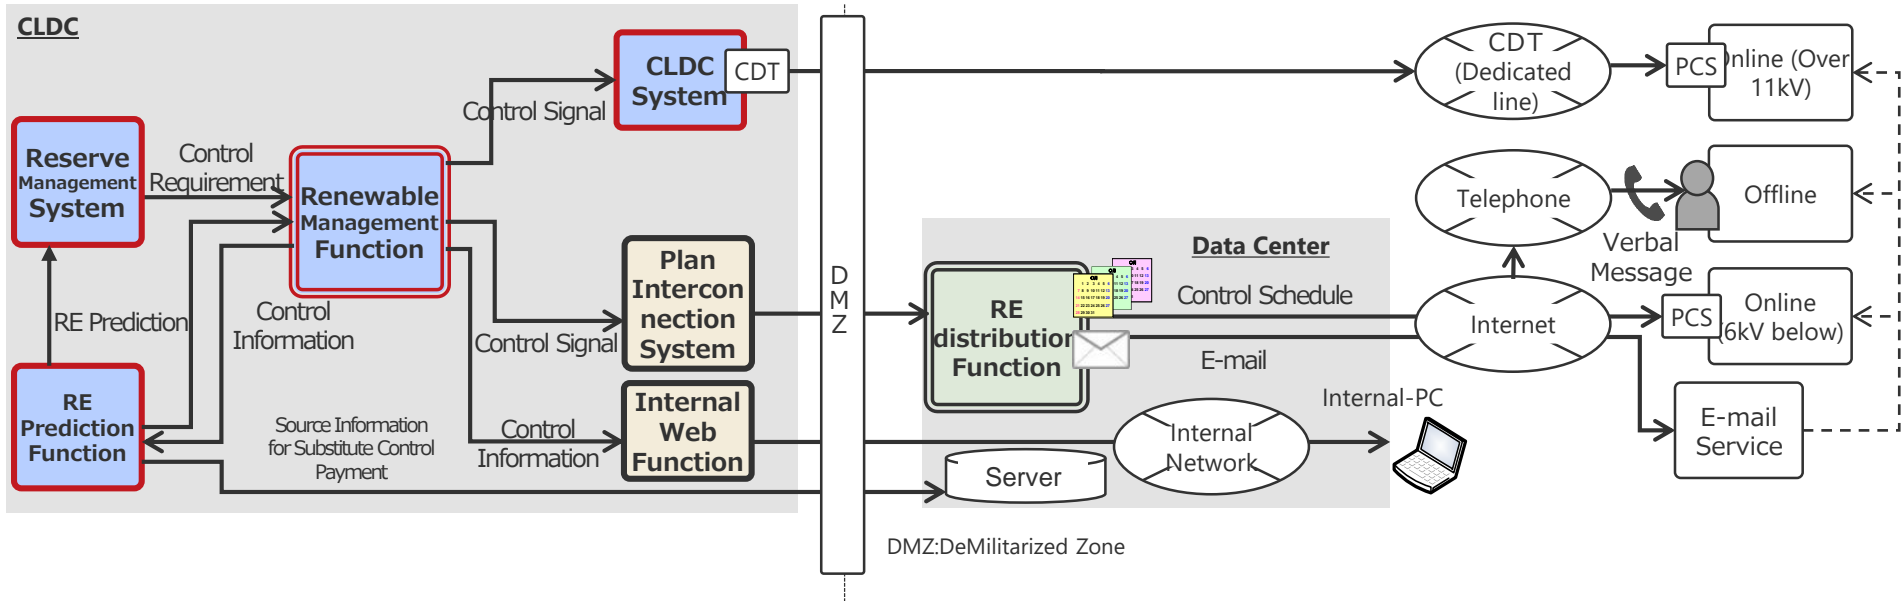 CLDC
CLDC
System
CDT
Control Signal
Reserve
Management
System
Control
Requirement
Renewable
Management
Function
RE Prediction
Control
Information
Control Signal
Plan
Intercon
nection
System
RE
Prediction
Function
Source Information
for Substitute Control
Payment
Control
Information
Internal
Web
Function
D
M
Z
DMZ:DeMilitarized Zone
Data Center
RE
distribution
Function
Control Schedule
E-mail
Server
Internal
Network
Internal-PC
CDT
(Dedicated
line)
PCS
Online (Over
11kV)
Telephone
Verbal
Message
Offline
Internet
PCS
Online
(6kV below)
E-mail
Service